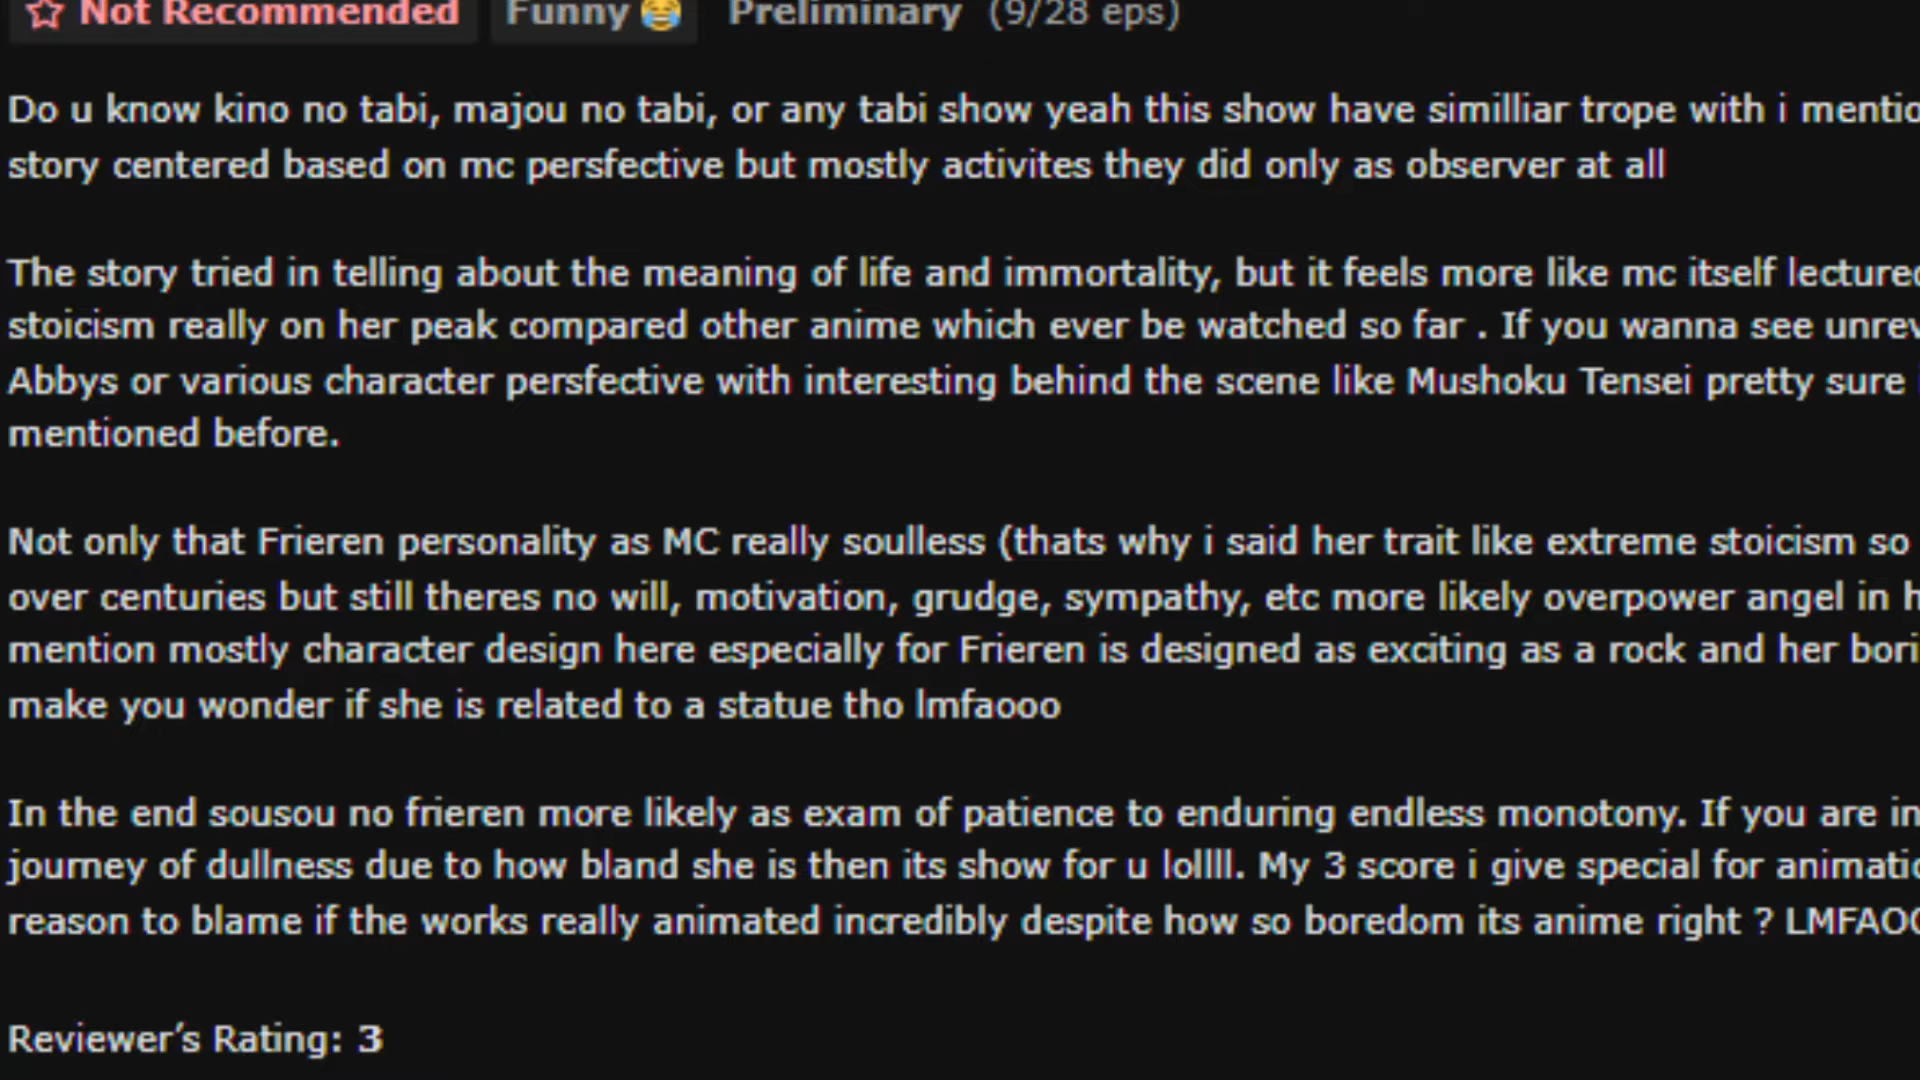 Not Recommended Funny 😂 Preliminary (9/28 eps)
Do u know kino no tabi, majou no tabi, or any tabi show yeah this show have similliar trope with i mentio
story centered based on mc persfective but mostly activites they did only as observer at all
The story tried in telling about the meaning of life and immortality, but it feels more like mc itself lectured
stoicism really on her peak compared other anime which ever be watched so far . If you wanna see unrev
Abbys or various character persfective with interesting behind the scene like Mushoku Tensei pretty sure
mentioned before.
Not only that Frieren personality as MC really soulless (thats why i said her trait like extreme stoicism so
over centuries but still theres no will, motivation, grudge, sympathy, etc more likely overpower angel in h
mention mostly character design here especially for Frieren is designed as exciting as a rock and her bori
make you wonder if she is related to a statue tho lmfaooo
In the end sousou no frieren more likely as exam of patience to enduring endless monotony. If you are in
journey of dullness due to how bland she is then its show for u lollll. My 3 score i give special for animatio
reason to blame if the works really animated incredibly despite how so boredom its anime right ? LMFAOO
Reviewer's Rating: 3